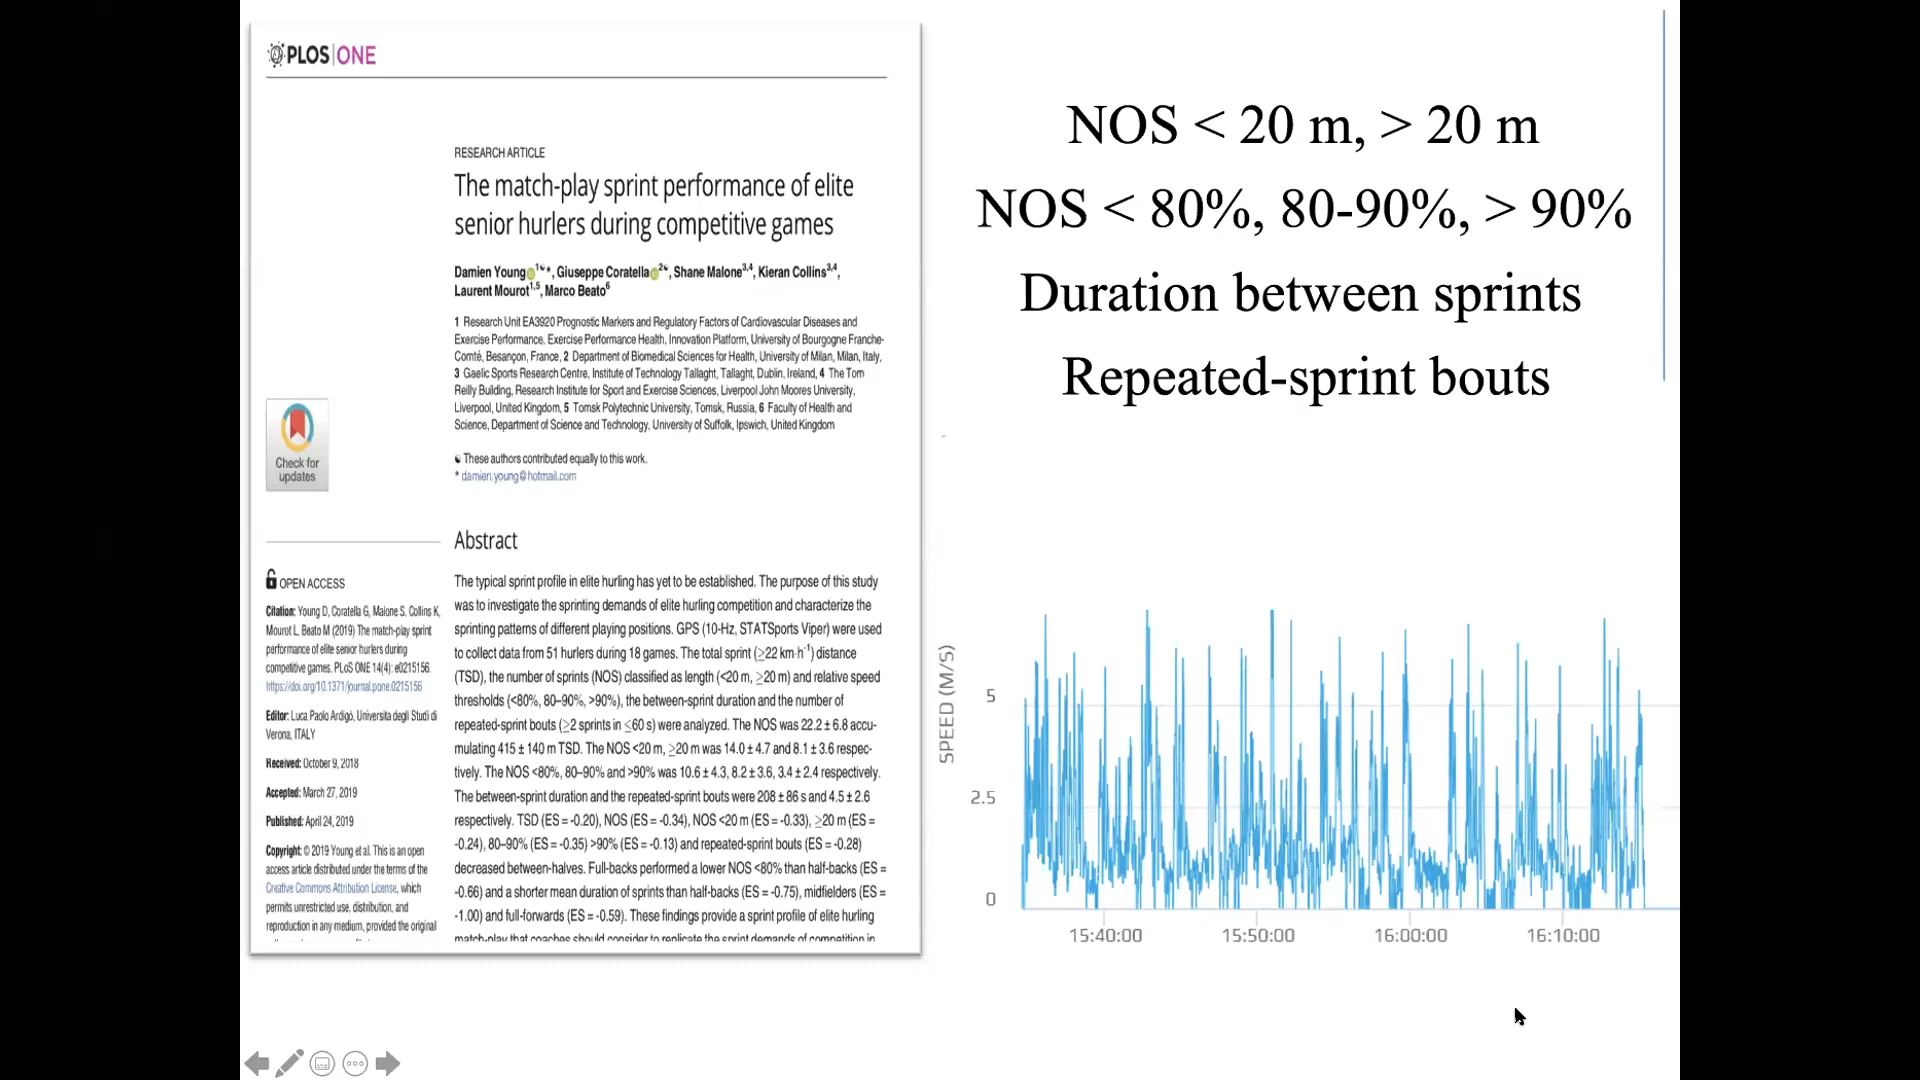 PLOS ONE
RESEARCH ARTICLE
The match-play sprint performance of elite
senior hurlers during competitive games
Damien Young1*, Giuseppe Coratella2, Shane Malone3,4, Kieran Collins3,4,
Laurent Mourot1,5, Marco Beato6
1 Research Unit EA3920 Prognostic Markers and Regulatory Factors of Cardiovascular Diseases and
Exercise Performance, Exercise Performance Health, Innovation Platform, University of Bourgogne Franche-
Comté, Besançon, France, 2 Department of Biomedical Sciences for Health, University of Milan, Milan, Italy,
3 Gaelic Sports Research Centre, Institute of Technology Tallaght, Tallaght, Dublin, Ireland, 4 The Tom
Reilly Building, Research Institute for Sport and Exercise Sciences, Liverpool John Moores University,
Liverpool, United Kingdom, 5 Tomsk Polytechnic University, Tomsk, Russia, 6 Faculty of Health and
Science, Department of Science and Technology, University of Suffolk, Ipswich, United Kingdom
These authors contributed equally to this work.
* damien.young@hotmail.com
Check for
updates
Abstract
The typical sprint profile in elite hurling has yet to be established. The purpose of this study
was to investigate the sprinting demands of elite hurling competition and characterize the
sprinting patterns of different playing positions. GPS (10-Hz, STATSports Viper) were used
to collect data from 51 hurlers during 18 games. The total sprint (≥22 km·h-1) distance
(TSD), the number of sprints (NOS) classified as length (<20 m, ≥20 m) and relative speed
thresholds (<80%, 80–90%, >90%), the between-sprint duration and the number of
repeated-sprint bouts (≥2 sprints in ≤60 s) were analyzed. The NOS was 22.2 ± 6.8 accu-
mulating 415 ± 140 m TSD. The NOS <20 m, ≥20 m was 14.0 ± 4.7 and 8.1 ± 3.6 respec-
tively. The NOS <80%, 80–90% and >90% was 10.6 ± 4.3, 8.2 ± 3.6, 3.4 ± 2.4 respectively.
The between-sprint duration and the repeated-sprint bouts were 208 ± 86 s and 4.5 ± 2.6
respectively. TSD (ES = -0.20), NOS (ES = -0.34), NOS <20 m (ES = -0.33), ≥20 m (ES =
-0.24), 80–90% (ES = -0.35) >90% (ES = -0.13) and repeated-sprint bouts (ES = -0.28)
decreased between-halves. Full-backs performed a lower NOS <80% than half-backs (ES =
-0.66) and a shorter mean duration of sprints than half-backs (ES = -0.75), midfielders (ES =
-1.00) and full-forwards (ES = -0.59). These findings provide a sprint profile of elite hurling
match-play that coaches should consider to replicate the sprint demands of competition in
OPEN ACCESS
Citation: Young D, Coratella G, Malone S, Collins K,
Mourot L, Beato M (2019) The match-play sprint
performance of elite senior hurlers during
competitive games. PLoS ONE 14(4): e0215156.
https://doi.org/10.1371/journal.pone.0215156
Editor: Luca Paolo Ardigò, Universita degli Studi di
Verona, ITALY
Received: October 9, 2018
Accepted: March 27, 2019
Published: April 24, 2019
Copyright: © 2019 Young et al. This is an open
access article distributed under the terms of the
Creative Commons Attribution License, which
permits unrestricted use, distribution, and
reproduction in any medium, provided the original
NOS < 20 m, > 20 m
NOS < 80%, 80-90%, > 90%
Duration between sprints
Repeated-sprint bouts
SPEED (M/S)
5
2.5
0
15:40:00 15:50:00 16:00:00 16:10:00